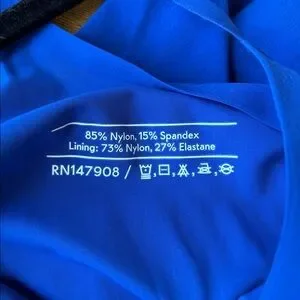 85% Nylon, 15% Spandex
Lining: 73% Nylon, 27% Elastane
RN147908 /